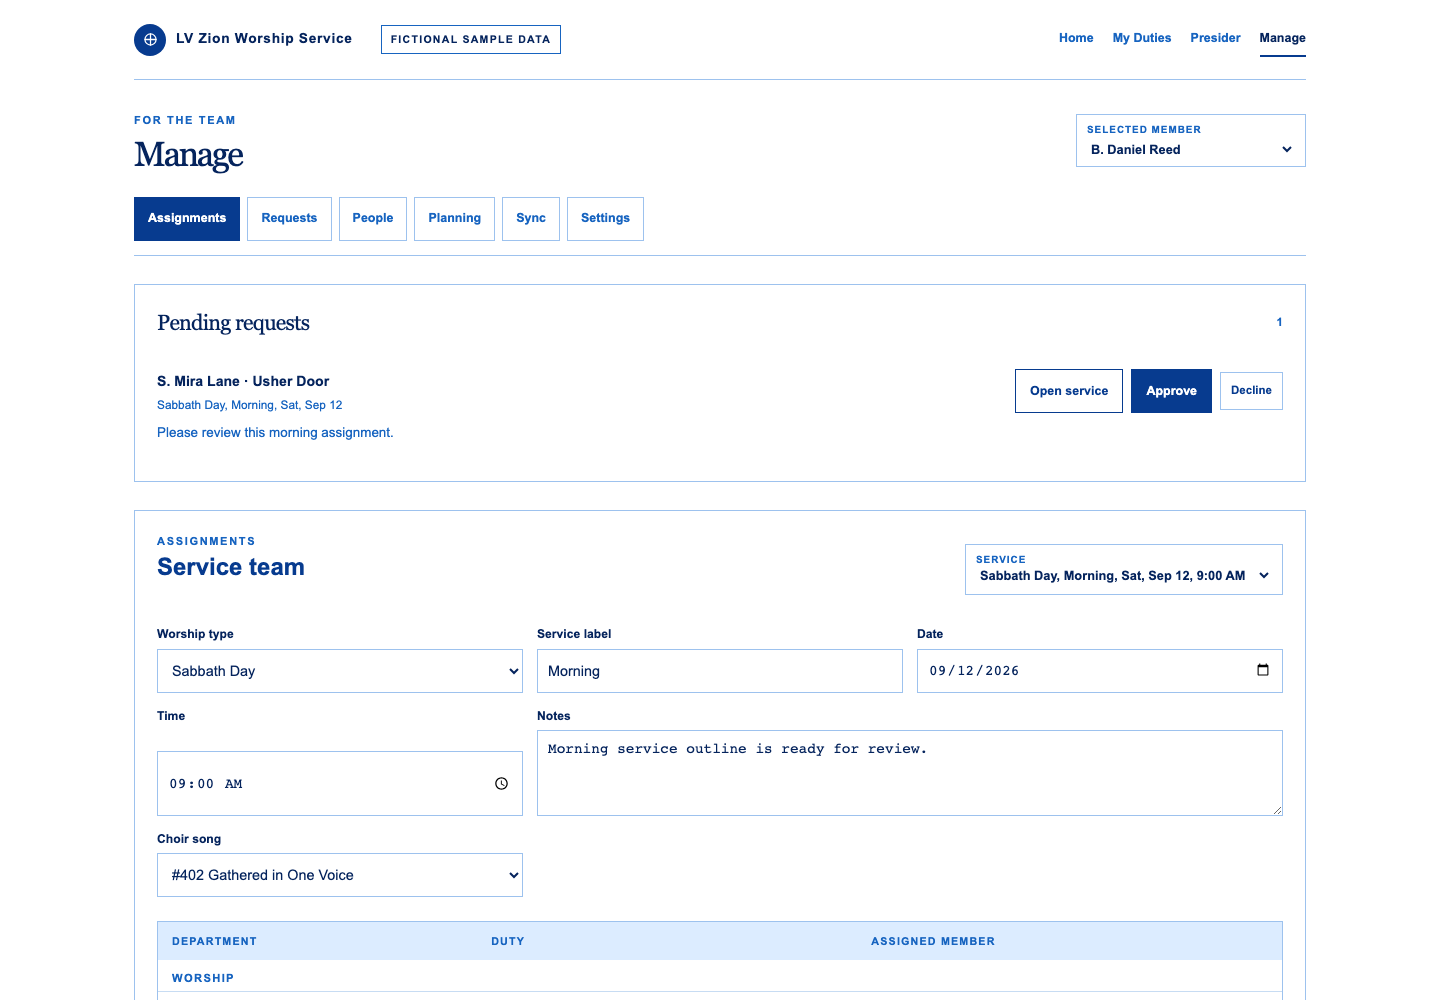 LV Zion Worship Service
FICTIONAL SAMPLE DATA
Home
My Duties
Presider
Manage
FOR THE TEAM
Manage
SELECTED MEMBER
B. Daniel Reed
Assignments
Requests
People
Planning
Sync
Settings
Pending requests
1
S. Mira Lane · Usher Door
Sabbath Day, Morning, Sat, Sep 12
Please review this morning assignment.
Open service
Approve
Decline
ASSIGNMENTS
Service team
SERVICE
Sabbath Day, Morning, Sat, Sep 12, 9:00 AM
Worship type
Service label
Date
Sabbath Day
Morning
09/12/2026
Time
Notes
09:00 AM
Morning service outline is ready for review.
Choir song
#402 Gathered in One Voice
DEPARTMENT
DUTY
ASSIGNED MEMBER
WORSHIP